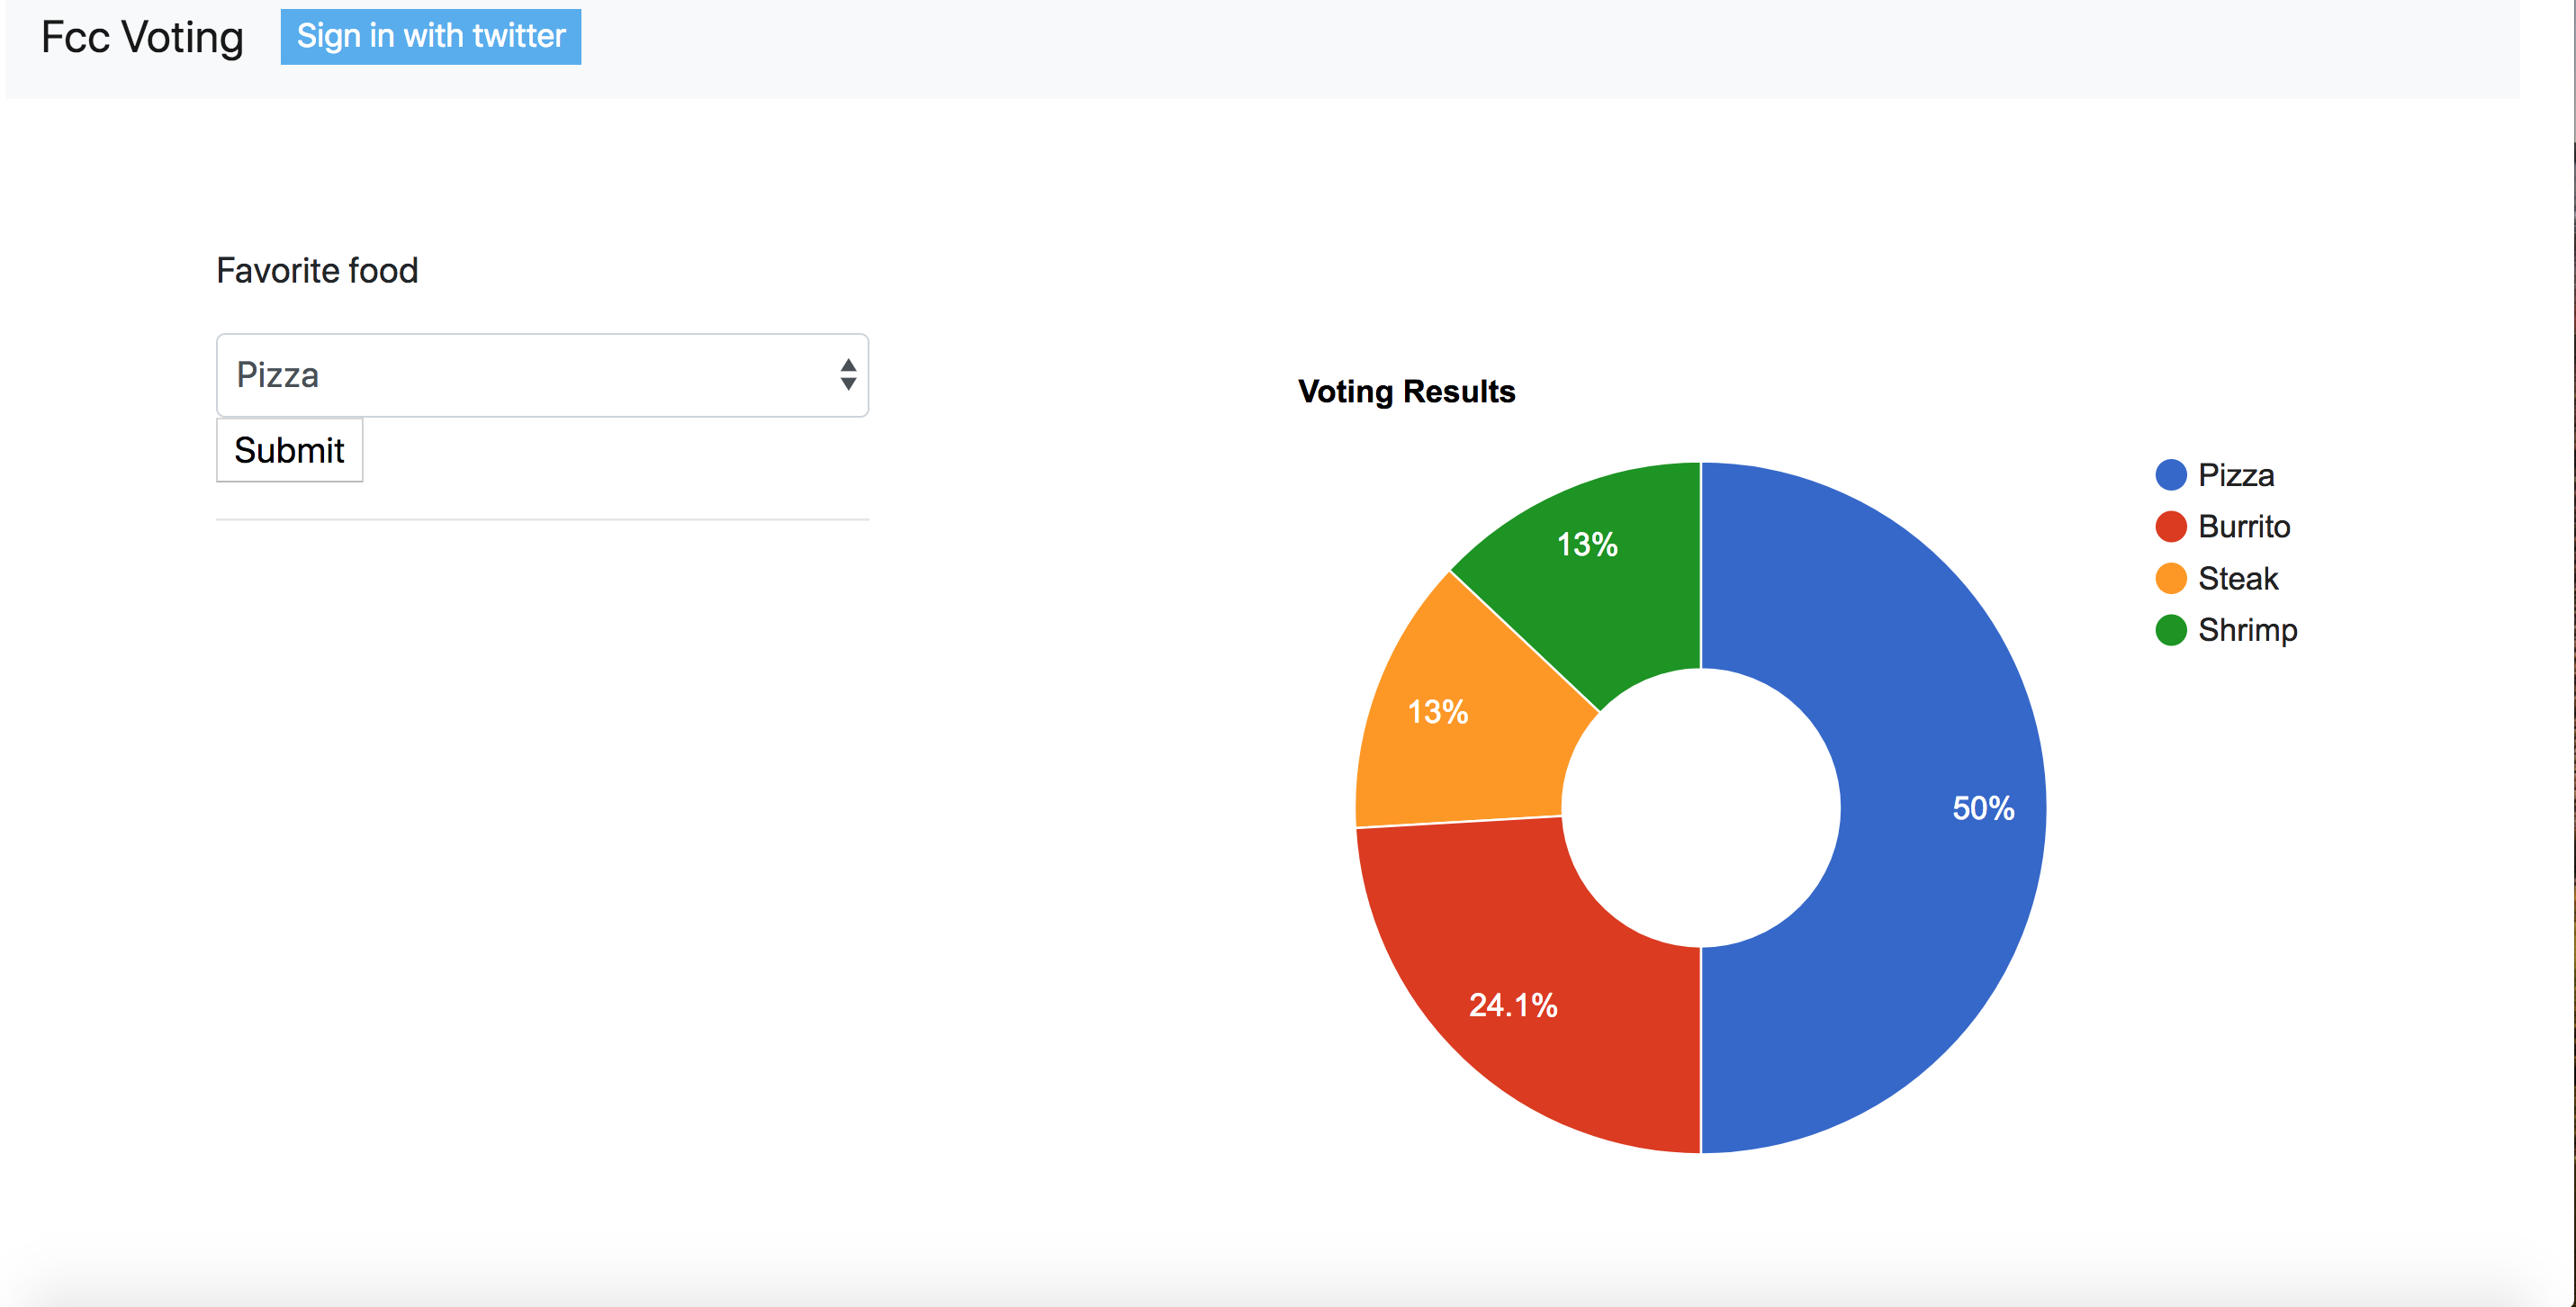 Fcc Voting Sign in with twitter
Favorite food
Pizza
Submit
Voting Results
Pizza
Burrito
Steak
Shrimp
13%
13%
50%
24.1%